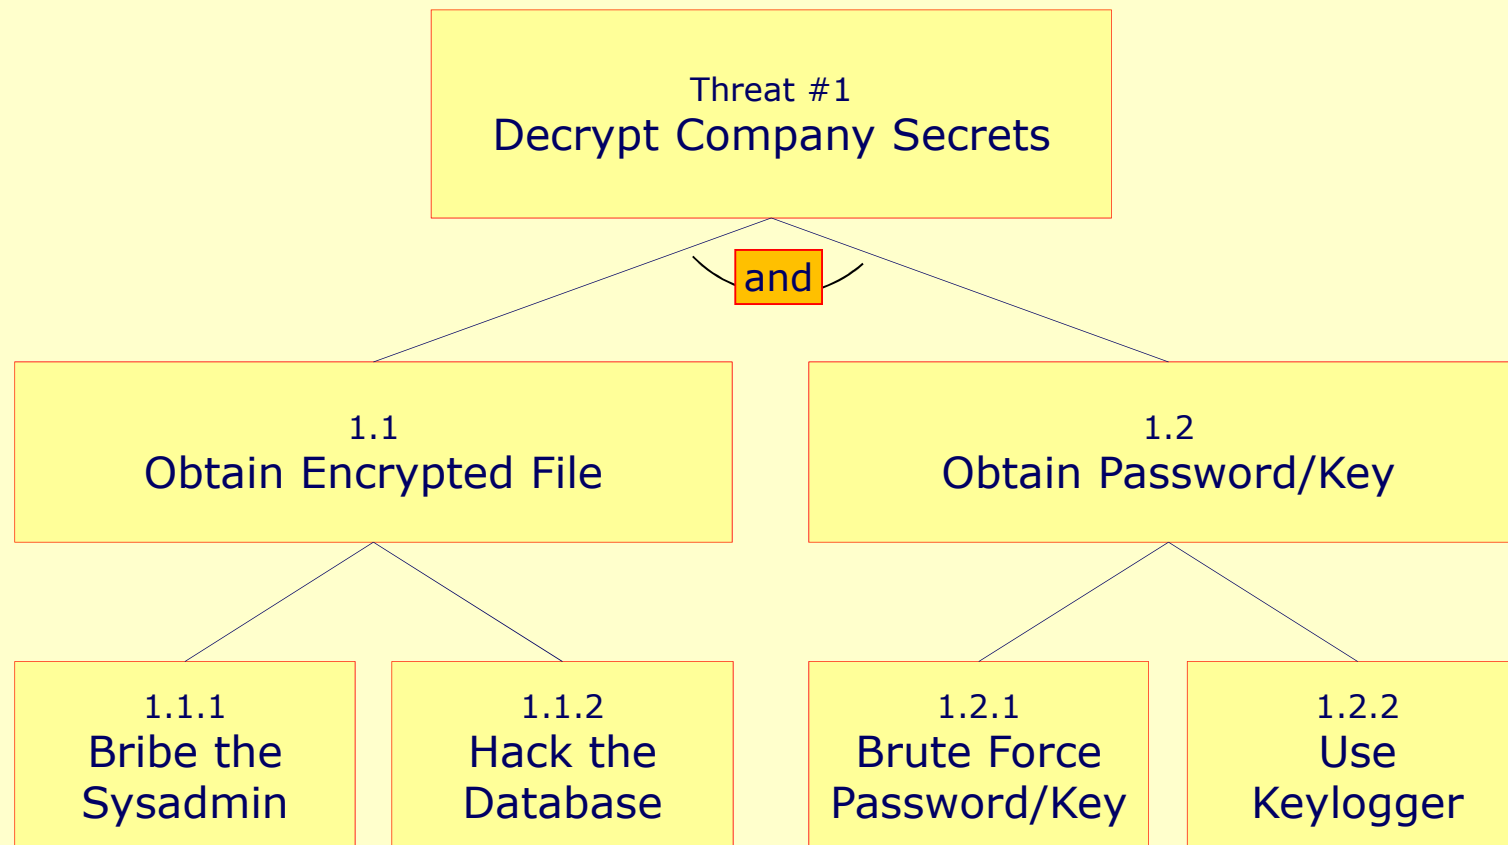 Threat #1
Decrypt Company Secrets
and
1.1
Obtain Encrypted File
1.2
Obtain Password/Key
1.1.1
Bribe the
Sysadmin
1.1.2
Hack the
Database
1.2.1
Brute Force
Password/Key
1.2.2
Use
Keylogger